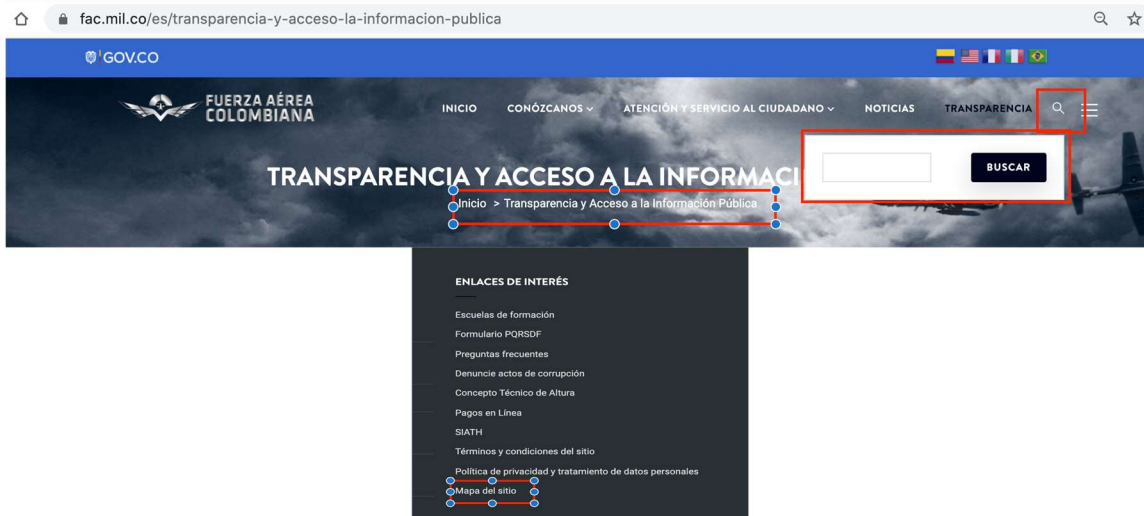 fac.mil.co/es/transparencia-y-acceso-la-informacion-publica
GOV.CO
FUERZA AÉREA
COLOMBIANA
INICIO CONÓZCANOS ATENCIÓN Y SERVICIO AL CIUDADANO NOTICIAS TRANSPARENCIA
BUSCAR
TRANSPARENCIA Y ACCESO A LA INFORMACI
Inicio > Transparencia y Acceso a la Información Pública
ENLACES DE INTERÉS
Escuelas de formación
Formulario PQRSDF
Preguntas frecuentes
Denuncie actos de corrupción
Concepto Técnico de Altura
Pagos en Línea
SIATH
Términos y condiciones del sitio
Política de privacidad y tratamiento de datos personales
Mapa del sitio